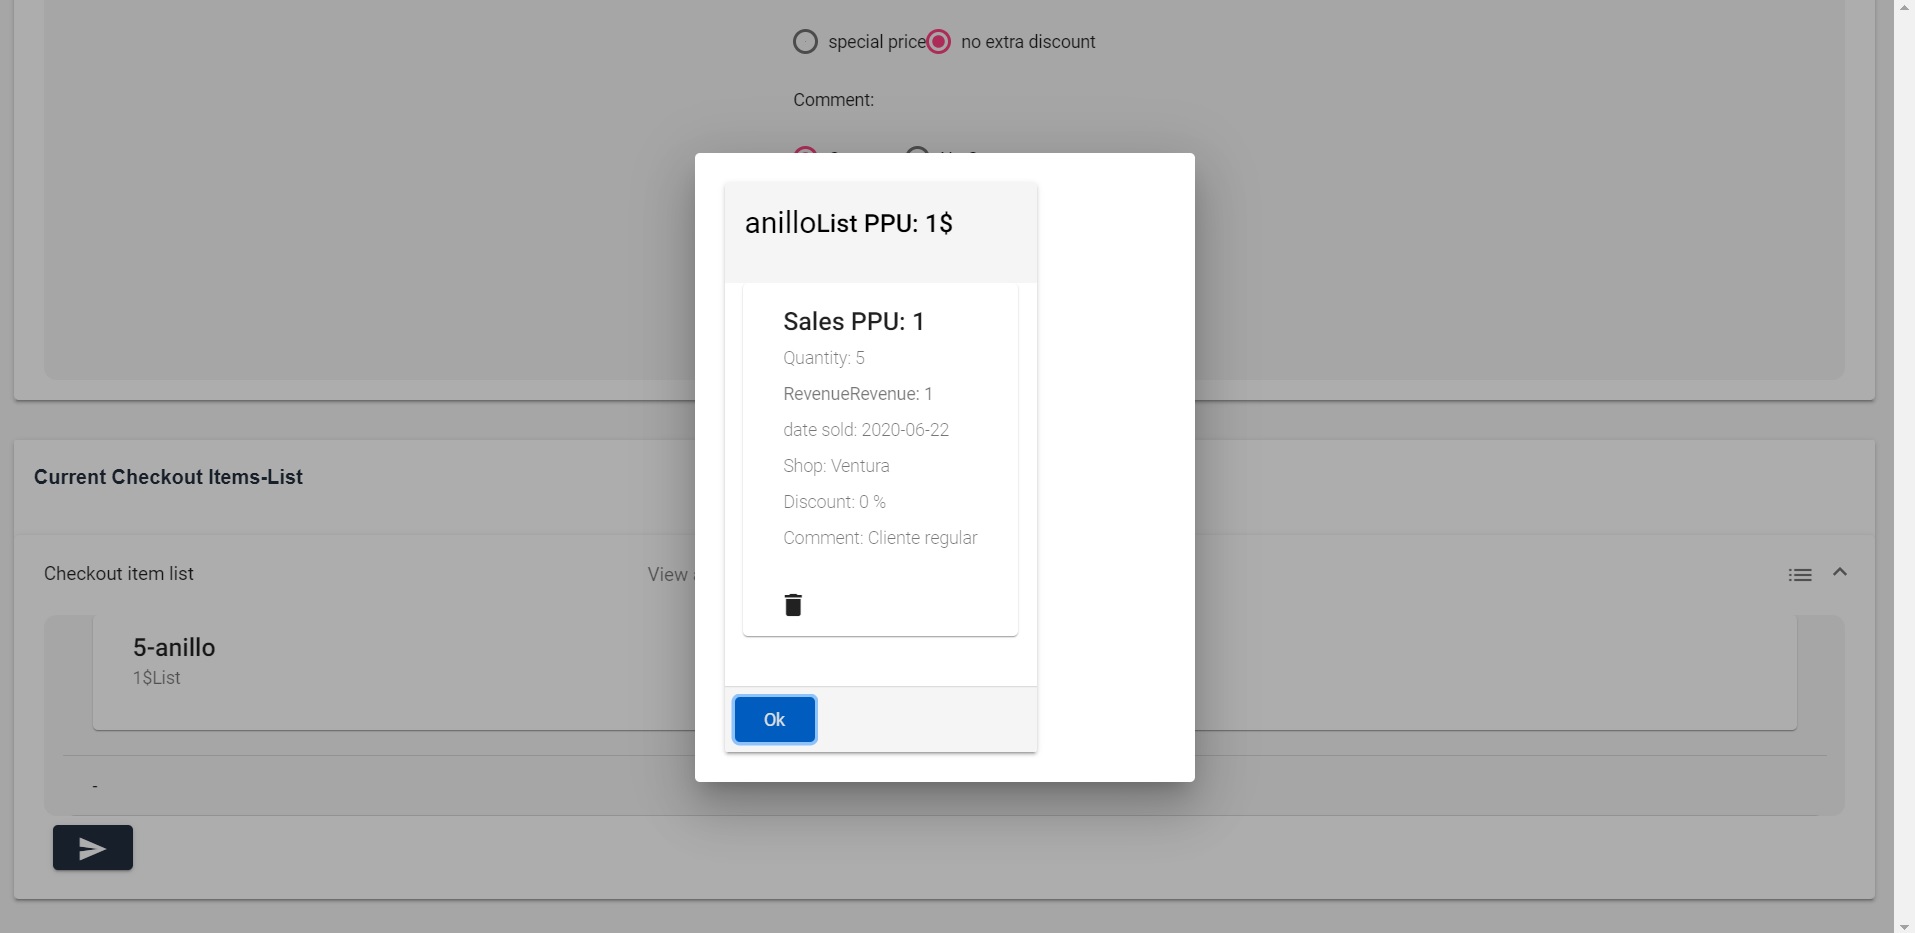 special price no extra discount
Comment:
anilloList PPU: 1$
Sales PPU: 1
Quantity: 5
RevenueRevenue: 1
date sold: 2020-06-22
Shop: Ventura
Discount: 0 %
Comment: Cliente regular
Ok
Current Checkout Items-List
Checkout item list
View
5-anillo
1$List
-